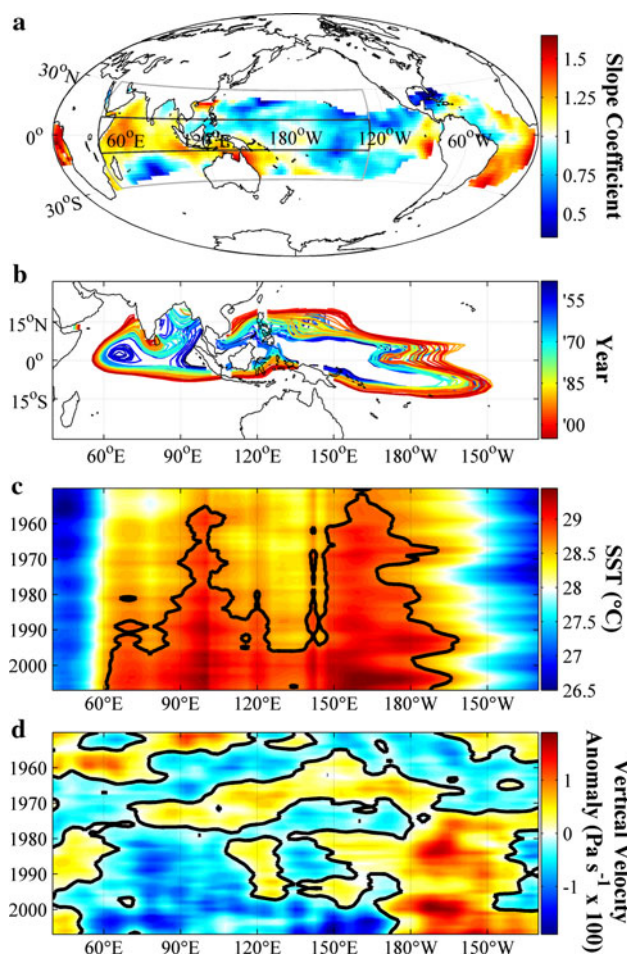 a
30°N
0°
30°S
60°E
180°W
120°W
60°W
1.5
1.25
1
0.75
0.5
Slope Coefficient
b
15°N
0°
15°S
60°E
90°E
120°E
150°E
180°W
150°W
'55
'70
'85
'00
Year
c
1960
1970
1980
1990
2000
60°E
90°E
120°E
150°E
180°W
150°W
29
28.5
28
27.5
27
26.5
SST (°C)
d
1960
1970
1980
1990
2000
60°E
90°E
120°E
150°E
180°W
150°W
1
0
-1
Vertical Velocity
Anomaly (Pa s⁻¹ x 100)